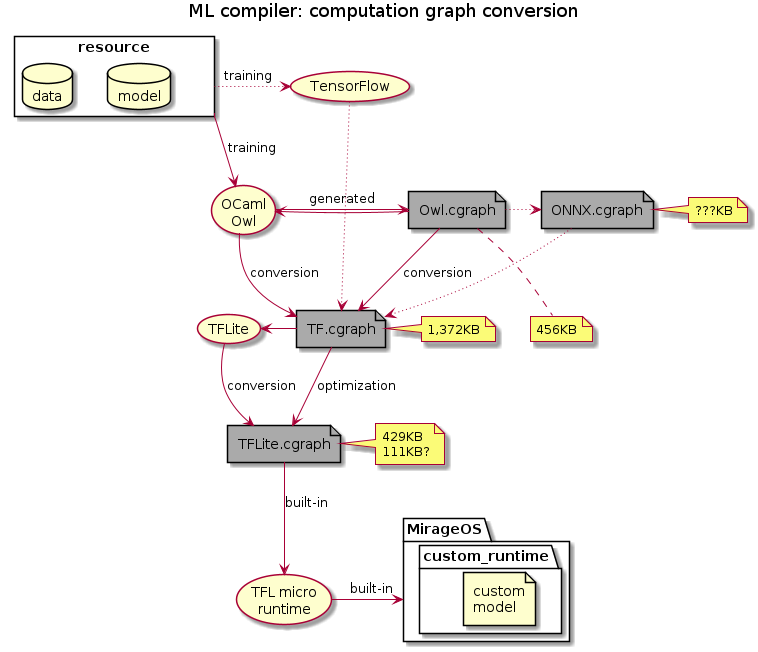 ML compiler: computation graph conversion
resource
data
model
training
TensorFlow
training
OCaml
Owl
generated
Owl.cgraph
ONNX.cgraph
???KB
conversion
conversion
TFLite
TF.cgraph
1,372KB
456KB
conversion
optimization
TFLite.cgraph
429KB
111KB?
built-in
MirageOS
custom_runtime
custom
model
TFL micro
runtime
built-in